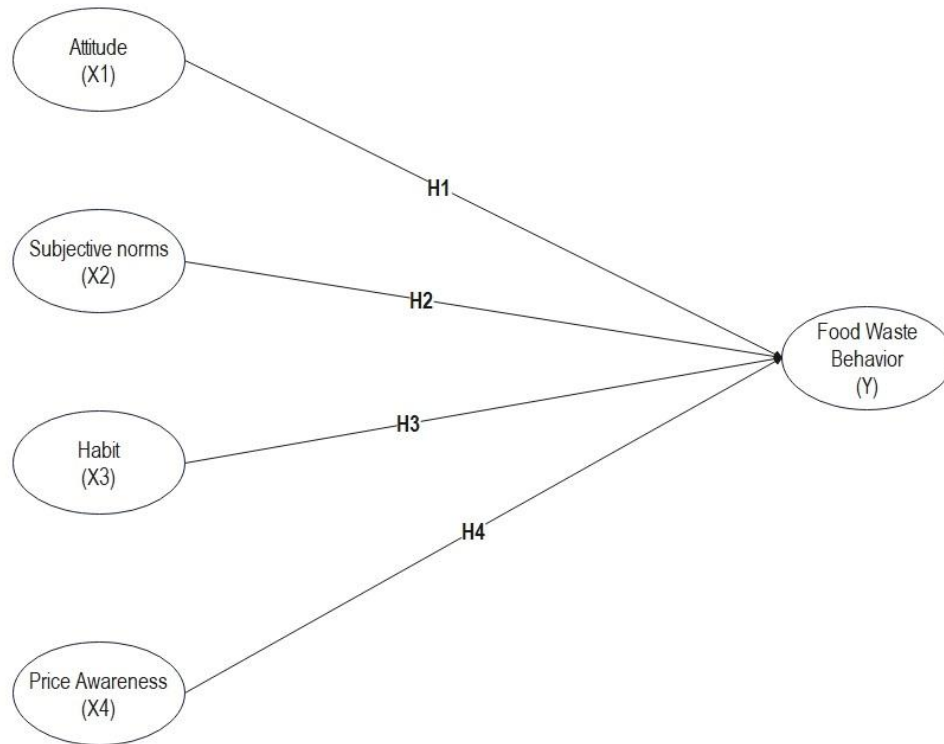 Attitude
(X1)
H1
Subjective norms
(X2)
H2
Food Waste
Behavior
(Y)
Habit
(X3)
H3
H4
Price Awareness
(X4)